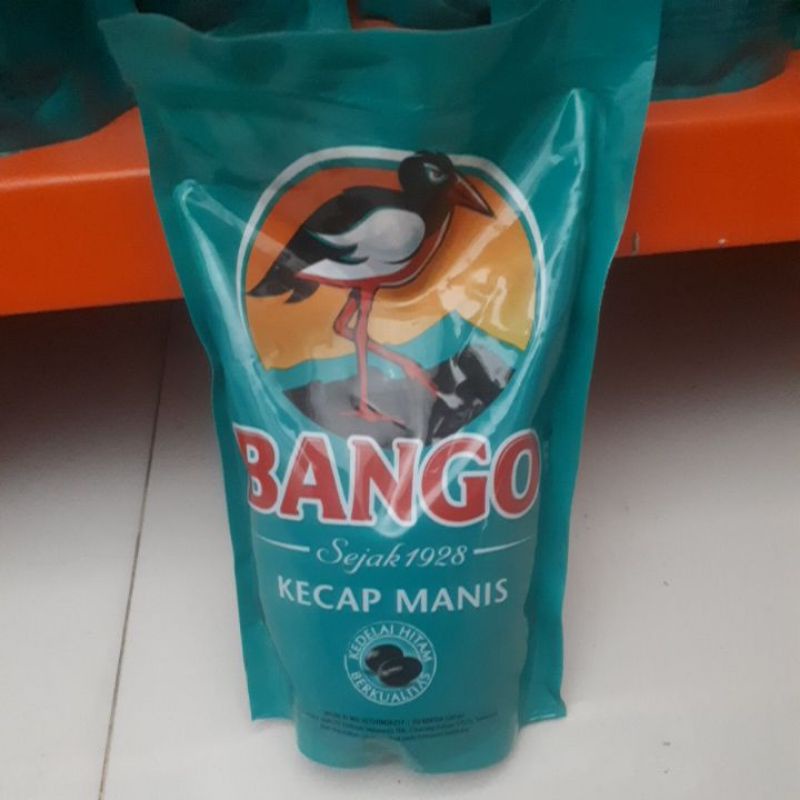 BANGO
Sejak 1928
KECAP MANIS
KEDELAI HITAM
BERKUALITAS